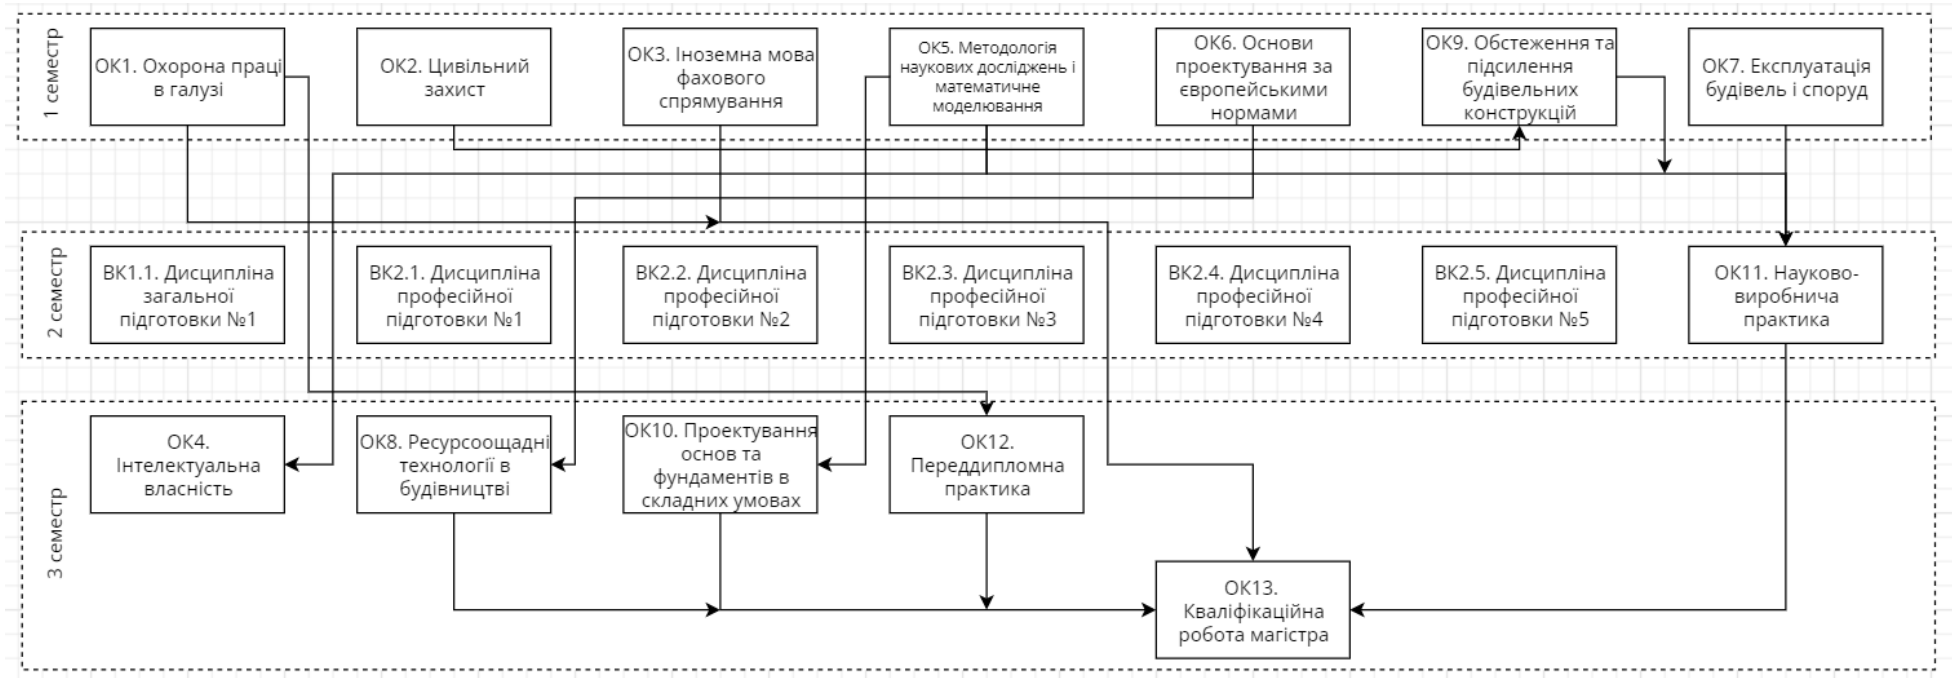 1 семестр
ОК1. Охорона праці
в галузі
ОК2. Цивільний
захист
ОК3. Іноземна мова
фахового
спрямування
ОК5. Методологія
наукових досліджень і
математичне
моделювання
ОК6. Основи
проектування за
європейськими
нормами
ОК9. Обстеження та
підсилення
будівельних
конструкцій
ОК7. Експлуатація
будівель і споруд
2 семестр
ВК1.1. Дисципліна
загальної
підготовки №1
ВК2.1. Дисципліна
професійної
підготовки №1
ВК2.2. Дисципліна
професійної
підготовки №2
ВК2.3. Дисципліна
професійної
підготовки №3
ВК2.4. Дисципліна
професійної
підготовки №4
ВК2.5. Дисципліна
професійної
підготовки №5
ОК11. Науково-
виробнича
практика
3 семестр
ОК4.
Інтелектуальна
власність
ОК8. Ресурсоощадні
технології в
будівництві
ОК10. Проектування
основ та
фундаментів в
складних умовах
ОК12.
Переддипломна
практика
ОК13.
Кваліфікаційна
робота магістра